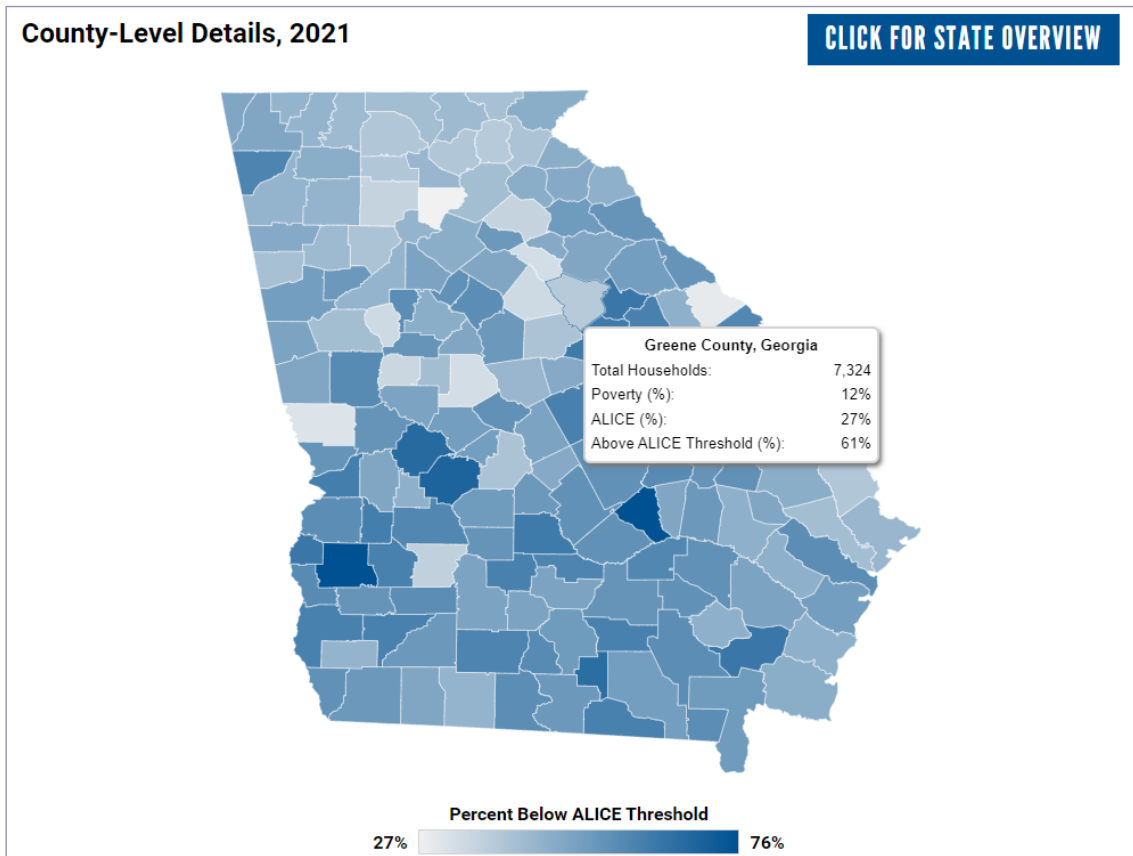 County-Level Details, 2021
CLICK FOR STATE OVERVIEW
Greene County, Georgia
Total Households: 7,324
Poverty (%): 12%
ALICE (%): 27%
Above ALICE Threshold (%): 61%
Percent Below ALICE Threshold
27% 76%